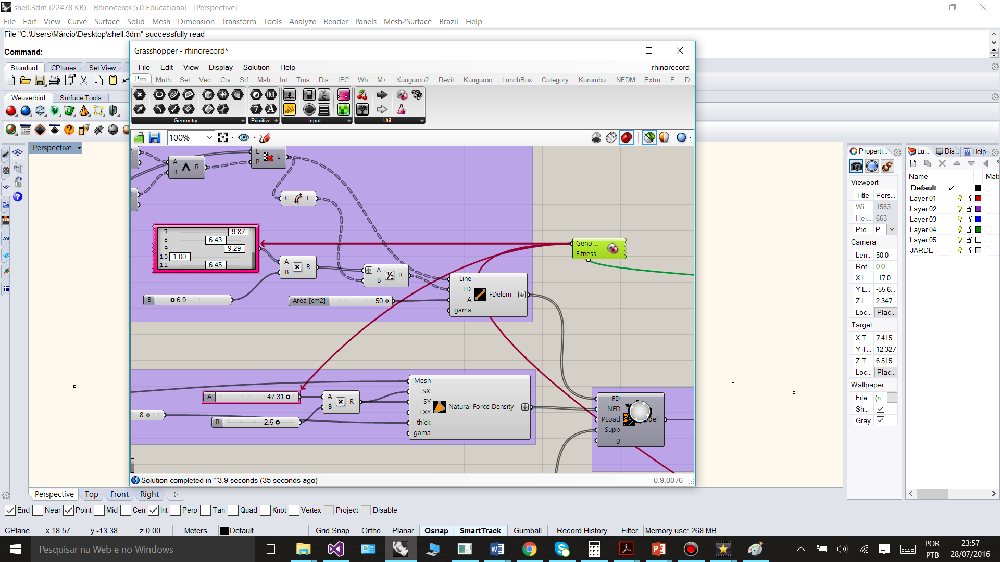 shell.3dm (22478 KB) - Rhinoceros 5.0 Educational - [Perspective]
File Edit View Curve Surface Solid Mesh Dimension Transform Tools Analyze Render Panels Mesh2Surface Brazil Help
File "C:\Users\Márcio\Desktop\shell.3dm" successfully read
Command:
Standard CPlanes Set View
Weaverbird Surface Tools
Perspective
Grasshopper - rhinorecord*
File Edit View Display Solution Help rhinorecord
Prm Math Set Vec Crv Srf Msh Int Trns Dis IFC Wb M+ Kangaroo2 Revit Kangaroo LunchBox Category Karamba NFDM Extra F D
Geometry Primitive Input Util
100%
A B R
L P L
C L
7 9.87
8 6.43
9 9.29
10 1.00
11 6.45
A B R
B 6.9
A B R
Area [cm2] 50
Line
FD
A
gama
FDelem
Geno ...
Fitness
A 47.31
8
B 2.5
A B R
Mesh
SX
SY
TXY
thick
gama
Natural Force Density
FD
NFD
PLoad
Supp
g
Solution completed in ~3.9 seconds (35 seconds ago) 0.9.0076
Properti... La... Dis... Help
Viewport
Title Pers...
Wi... 1563
Hei... 663
Pro... P...
Camera
Len... 50.0
Rot... 0.0
X L... -17.0...
Y L... -55.6...
Z L... 2.347
Loc... Plac...
Target
X T... 7.415
Y T... 12.327
Z T... 6.515
Loc... Plac...
Wallpaper
File... (n... ...
Sh...
Gray
Name Mate
Default
Layer 01
Layer 02
Layer 03
Layer 04
Layer 05
JARDE
Perspective Top Front Right
End Near Point Mid Cen Int Perp Tan Quad Knot Vertex Project Disable
CPlane x 18.57 y -13.38 z 0.00 Meters Default Grid Snap Ortho Planar Osnap SmartTrack Gumball Record History Filter Memory use: 268 MB
Pesquisar na Web e no Windows
POR
PTB
23:57
28/07/2016